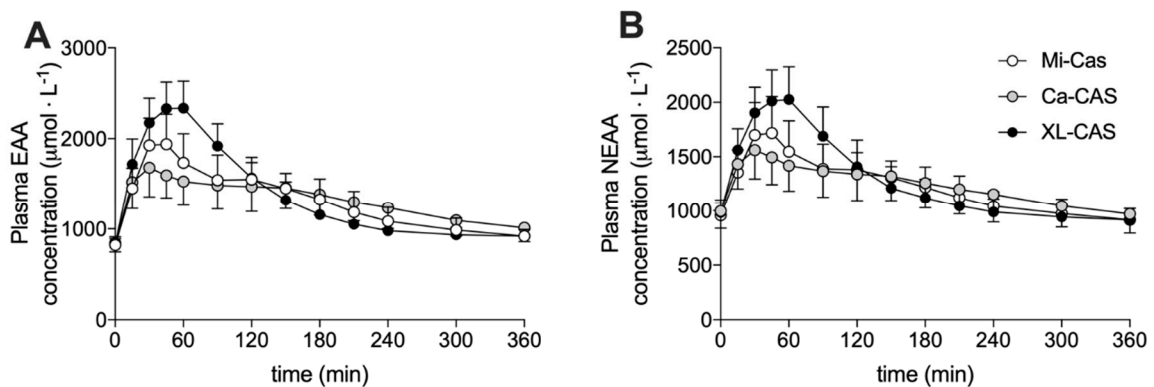 A
Plasma EAA
concentration (μmol · L-1)
3000
2000
1000
0
0 60 120 180 240 300 360
time (min)
B
Plasma NEAA
concentration (μmol · L-1)
2500
2000
1500
1000
500
0
0 60 120 180 240 300 360
time (min)
Mi-Cas
Ca-CAS
XL-CAS